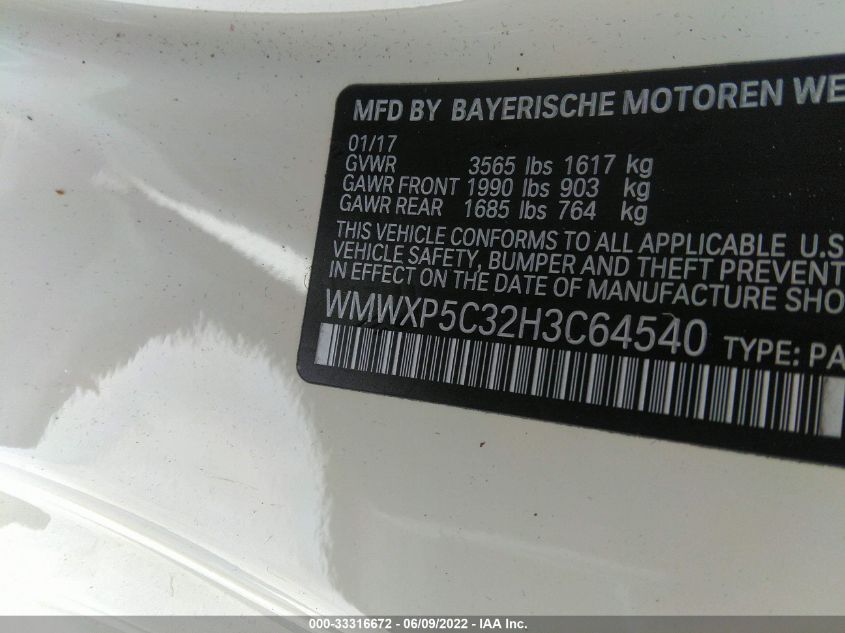 MFD BY BAYERISCHE MOTOREN WE
01/17
GVWR 3565 lbs 1617 kg
GAWR FRONT 1990 lbs 903 kg
GAWR REAR 1685 lbs 764 kg
THIS VEHICLE CONFORMS TO ALL APPLICABLE U.S
VEHICLE SAFETY, BUMPER AND THEFT PREVENT
IN EFFECT ON THE DATE OF MANUFACTURE SHO
WMWXP5C32H3C64540 TYPE: PA
000-33316672 - 06/09/2022 - IAA Inc.